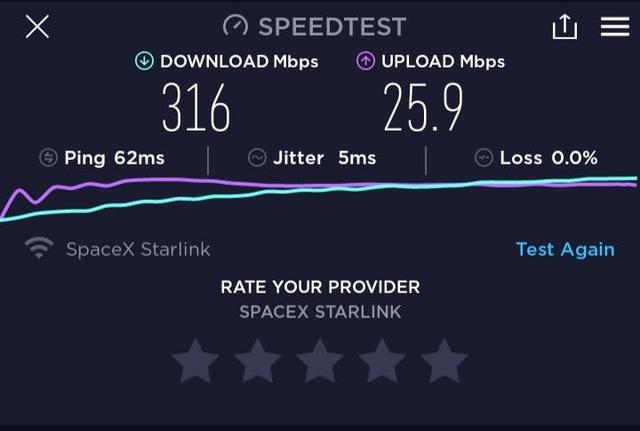 SPEEDTEST
DOWNLOAD Mbps UPLOAD Mbps
316 25.9
Ping 62ms Jitter 5ms Loss 0.0%
SpaceX Starlink Test Again
RATE YOUR PROVIDER
SPACEX STARLINK